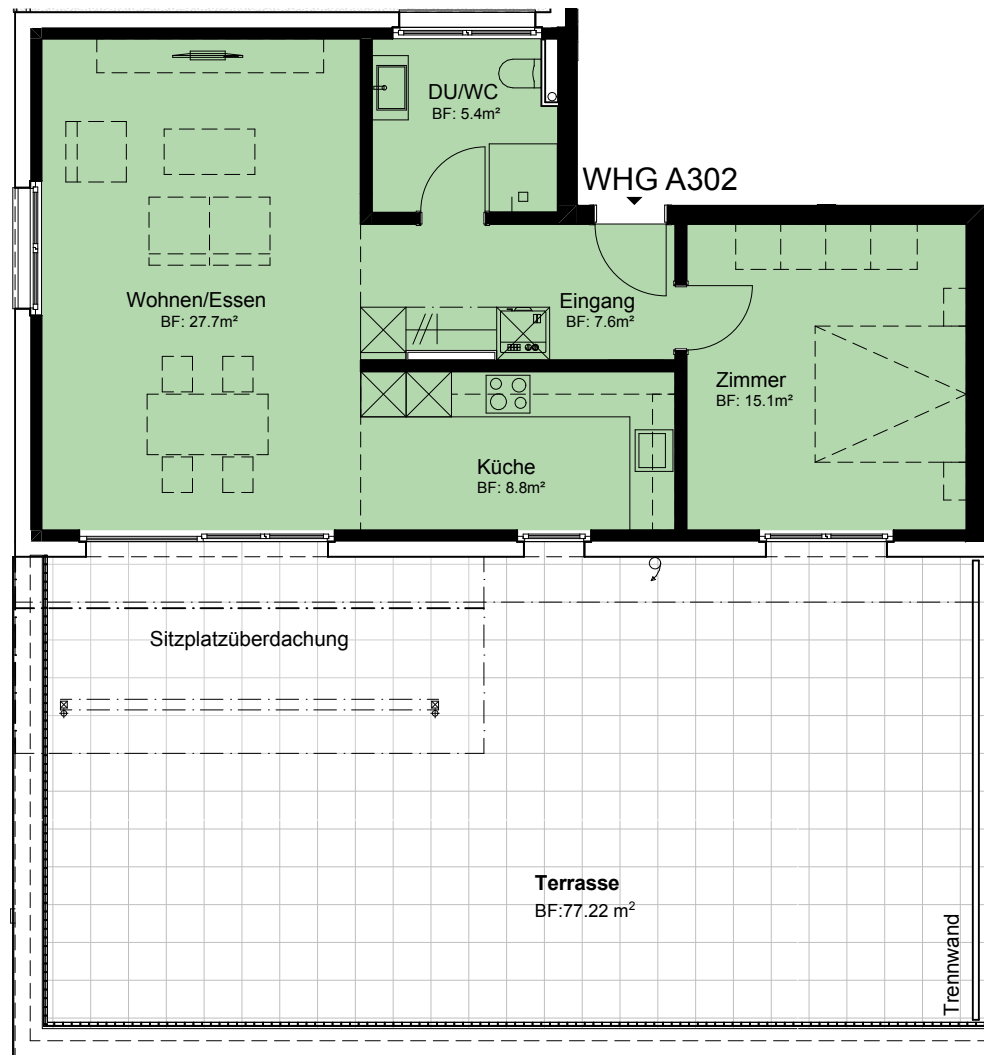 DU/WC
BF: 5.4m²
WHG A302
Wohnen/Essen
BF: 27.7m²
Eingang
BF: 7.6m²
Zimmer
BF: 15.1m²
Küche
BF: 8.8m²
Sitzplatzüberdachung
Terrasse
BF:77.22 m²
Trennwand